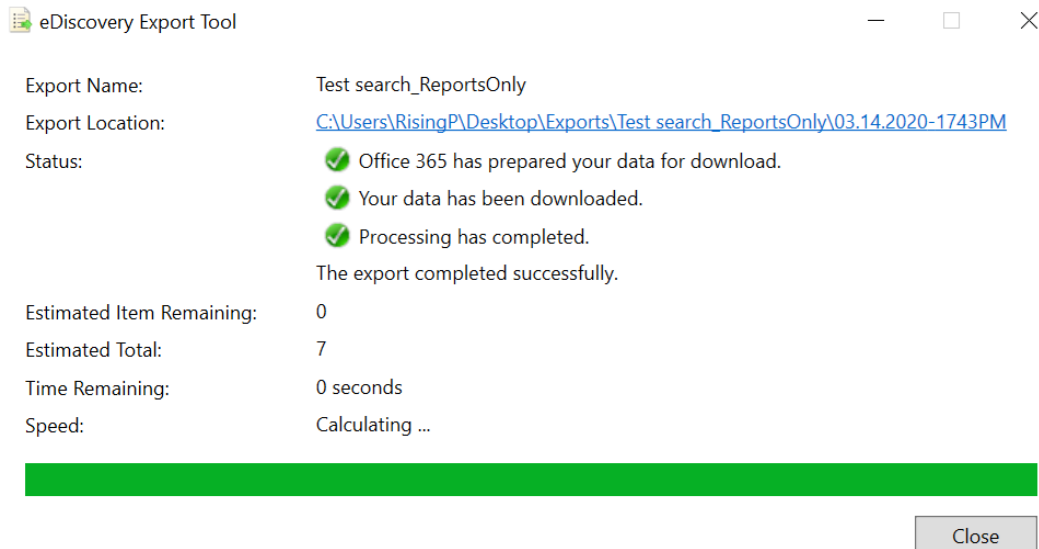 eDiscovery Export Tool
Export Name: Test search_ReportsOnly
Export Location: C:\Users\RisingP\Desktop\Exports\Test search_ReportsOnly\03.14.2020-1743PM
Status: Office 365 has prepared your data for download.
Your data has been downloaded.
Processing has completed.
The export completed successfully.
Estimated Item Remaining: 0
Estimated Total: 7
Time Remaining: 0 seconds
Speed: Calculating ...
Close